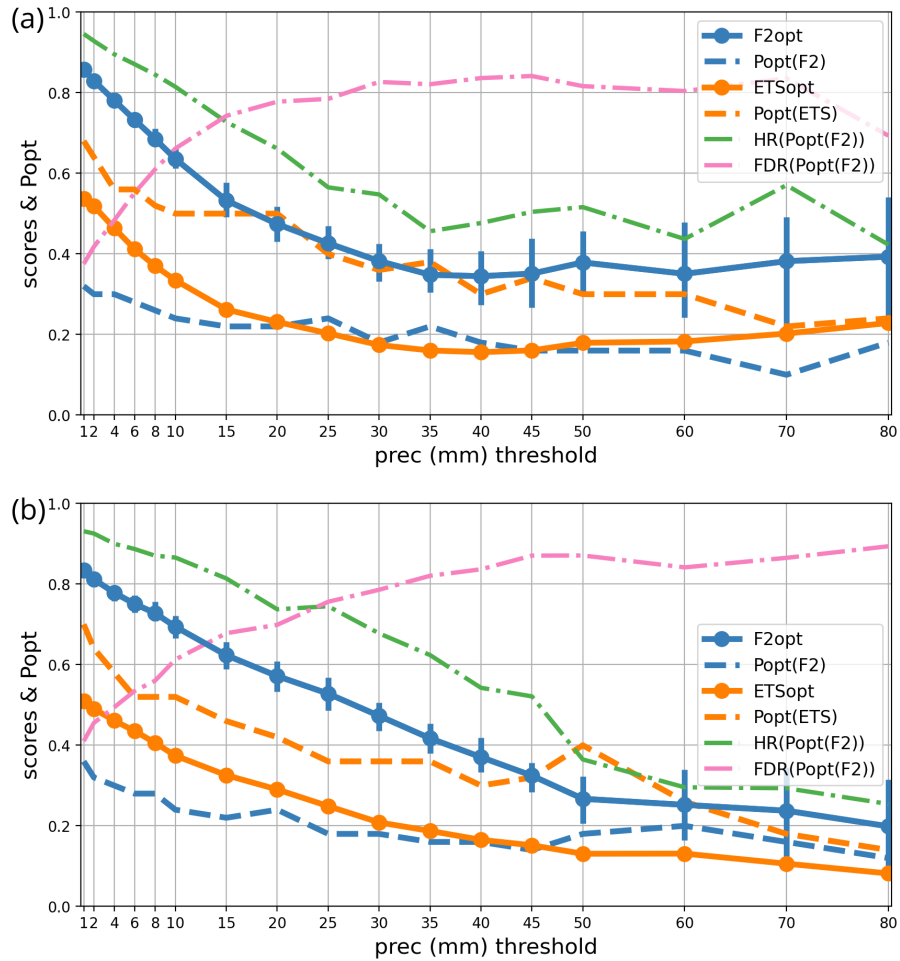 (a)
1.0
0.8
0.6
0.4
0.2
0.0
scores & Popt
F2opt
Popt(F2)
ETSopt
Popt(ETS)
HR(Popt(F2))
FDR(Popt(F2))
1 2 4 6 8 10 15 20 25 30 35 40 45 50 60 70 80
prec (mm) threshold
(b)
1.0
0.8
0.6
0.4
0.2
0.0
scores & Popt
F2opt
Popt(F2)
ETSopt
Popt(ETS)
HR(Popt(F2))
FDR(Popt(F2))
1 2 4 6 8 10 15 20 25 30 35 40 45 50 60 70 80
prec (mm) threshold